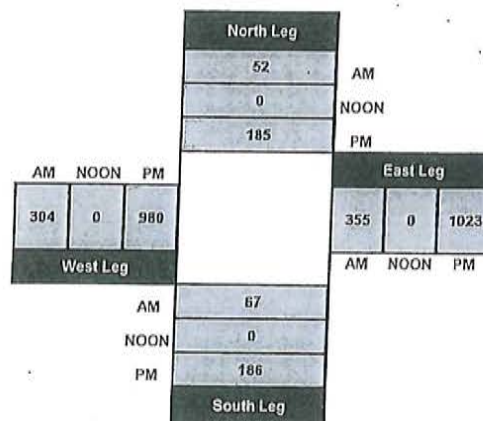 North Leg
52 AM
0 NOON
185 PM
AM NOON PM
East Leg
304 0 980
355 0 1023
West Leg
AM NOON PM
AM 67
NOON 0
PM 186
South Leg